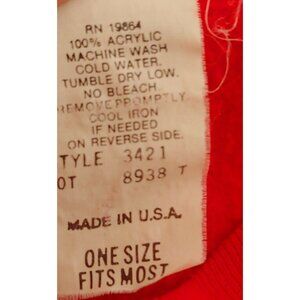 RN 19864
100% ACRYLIC
MACHINE WASH
COLD WATER.
TUMBLE DRY LOW.
NO BLEACH
REMOVE PROMPTLY
COOL IRON
IF NEEDED
ON REVERSE SIDE.
TYLE 3421
OT 8938 T
MADE IN U.S.A.
ONE SIZE
FITS MOST